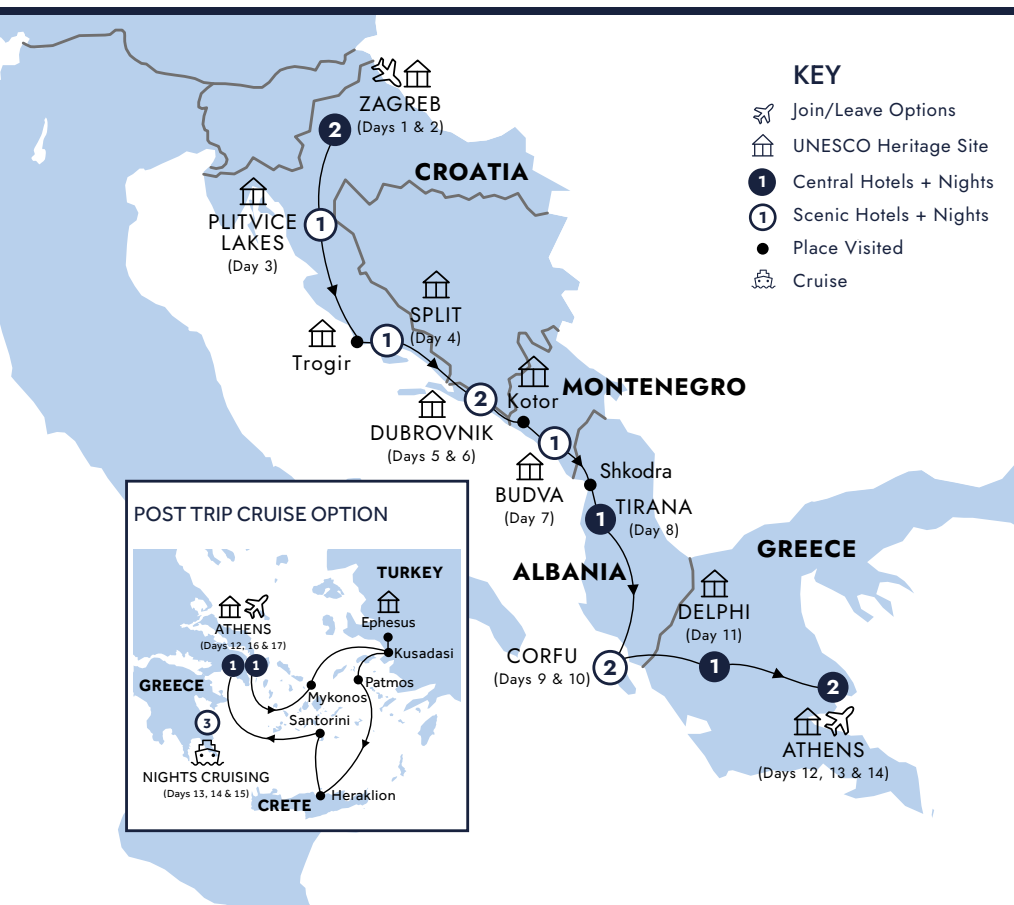 KEY
Join/Leave Options
UNESCO Heritage Site
1 Central Hotels + Nights
1 Scenic Hotels + Nights
Place Visited
Cruise
ZAGREB
(Days 1 & 2)
2
CROATIA
PLITVICE
LAKES
(Day 3)
1
SPLIT
(Day 4)
1
Trogir
2
DUBROVNIK
(Days 5 & 6)
Kotor
MONTENEGRO
1
BUDVA
(Day 7)
Shkodra
1
TIRANA
(Day 8)
ALBANIA
GREECE
DELPHI
(Day 11)
1
CORFU
(Days 9 & 10)
2
2
ATHENS
(Days 12, 13 & 14)
POST TRIP CRUISE OPTION
TURKEY
Ephesus
Kusadasi
ATHENS
(Days 12, 16 & 17)
1 1
GREECE
Patmos
Mykonos
Santorini
3
NIGHTS CRUISING
(Days 13, 14 & 15)
CRETE
Heraklion